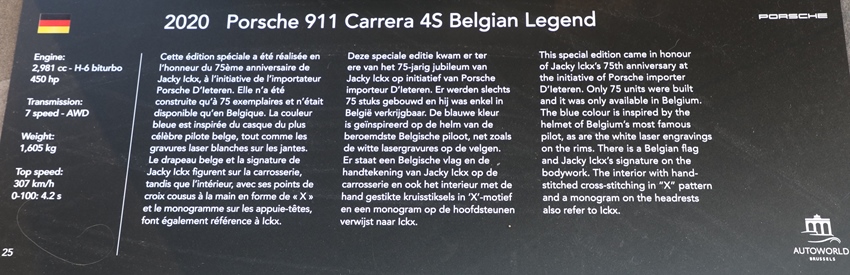 2020 Porsche 911 Carrera 4S Belgian Legend
PORSCHE
Engine:
2,981 cc - H-6 biturbo
450 hp
Transmission:
7 speed - AWD
Weight:
1,605 kg
Top speed:
307 km/h
0-100: 4.2 s
Cette édition spéciale a été réalisée en
l'honneur du 75ème anniversaire de
Jacky Ickx, à l'initiative de l'importateur
Porsche D'Ieteren. Elle n'a été
construite qu'à 75 exemplaires et n'était
disponible qu'en Belgique. La couleur
bleue est inspirée du casque du plus
célèbre pilote belge, tout comme les
gravures laser blanches sur les jantes.
Le drapeau belge et la signature de
Jacky Ickx figurent sur la carrosserie,
tandis que l'intérieur, avec ses points de
croix cousus à la main en forme de « X »
et le monogramme sur les appuie-têtes,
font également référence à Ickx.
Deze speciale editie kwam er ter
ere van het 75-jarig jubileum van
Jacky Ickx op initiatief van Porsche
importeur D'Ieteren. Er werden slechts
75 stuks gebouwd en hij was enkel in
België verkrijgbaar. De blauwe kleur
is geïnspireerd op de helm van de
beroemdste Belgische piloot, net zoals
de witte lasergravures op de velgen.
Er staat een Belgische vlag en de
handtekening van Jacky Ickx op de
carrosserie en ook het interieur met de
hand gestikte kruissteken in 'X'-motief
en een monogram op de hoofdsteunen
verwijst naar Ickx.
This special edition came in honour
of Jacky Ickx's 75th anniversary at
the initiative of Porsche importer
D'Ieteren. Only 75 units were built
and it was only available in Belgium.
The blue colour is inspired by the
helmet of Belgium's most famous
pilot, as are the white laser engravings
on the rims. There is a Belgian flag
and Jacky Ickx's signature on the
bodywork. The interior with hand-
stitched cross-stitching in "X" pattern
and a monogram on the headrests
also refer to Ickx.
25
AUTOWORLD
BRUSSELS